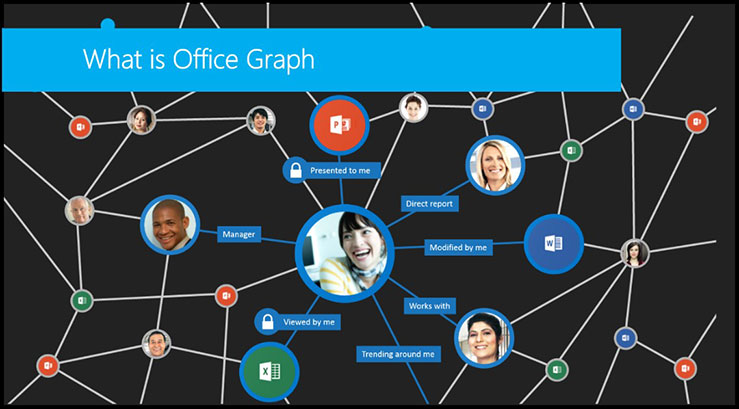 What is Office Graph
P
Presented to me
Direct report
Manager
Modified by me
W
Works with
Viewed by me
Trending around me
X